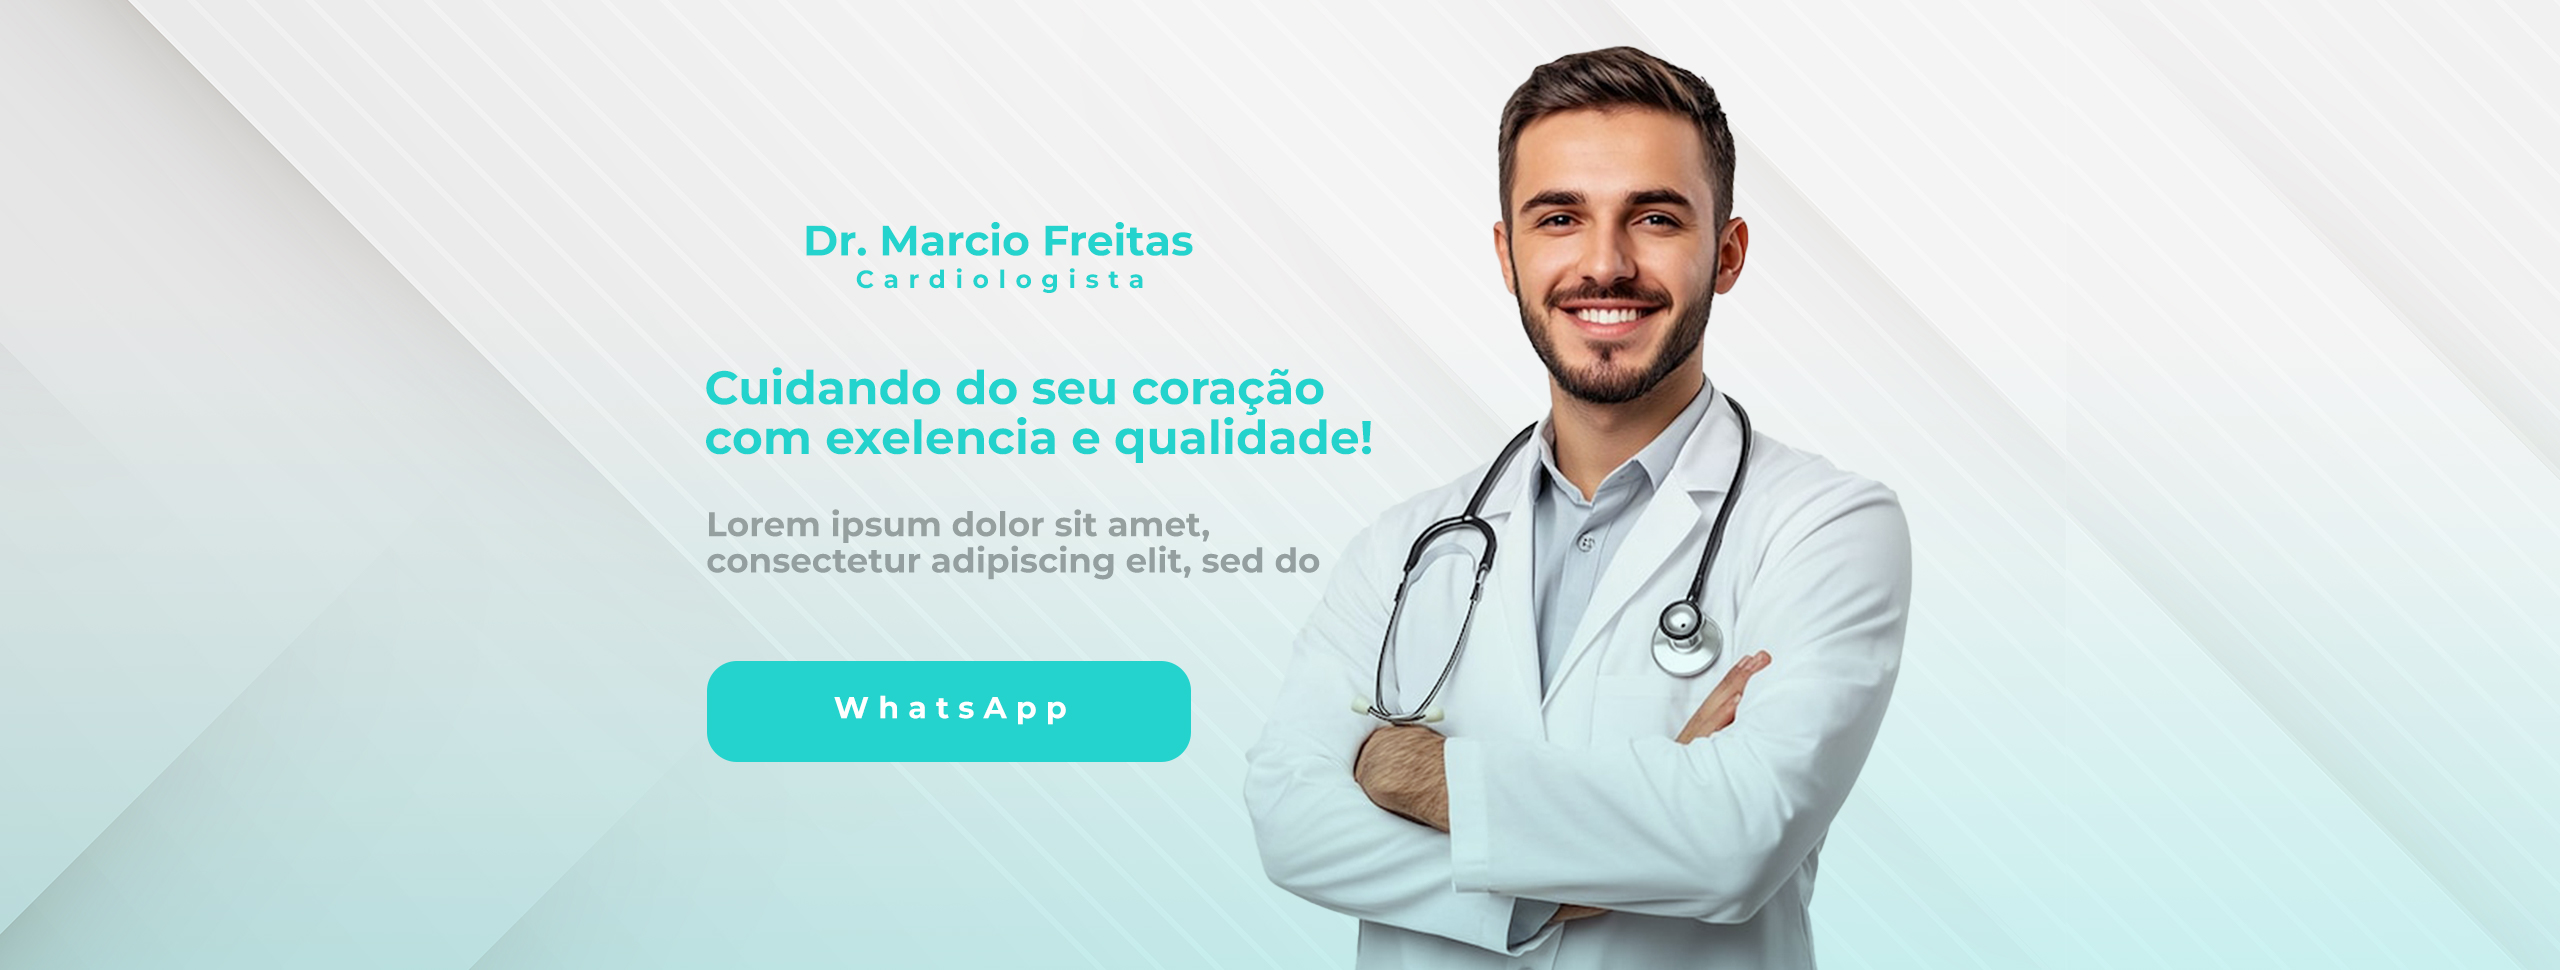 Dr. Marcio Freitas
Cardiologista
Cuidando do seu coração
com exelencia e qualidade!
Lorem ipsum dolor sit amet,
consectetur adipiscing elit, sed do
WhatsApp